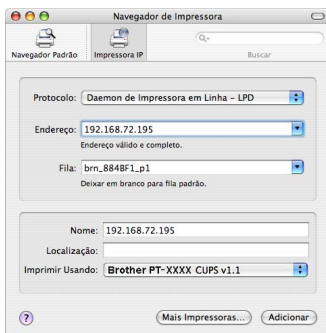 Navegador de Impressora
Navegador Padrão
Impressora IP
Buscar
Protocolo: Daemon de Impressora em Linha – LPD
Endereço: 192.168.72.195
Endereço válido e completo.
Fila: brn_884BF1_p1
Deixar em branco para fila padrão.
Nome: 192.168.72.195
Localização:
Imprimir Usando: Brother PT-XXXX CUPS v1.1
?
Mais Impressoras...
Adicionar